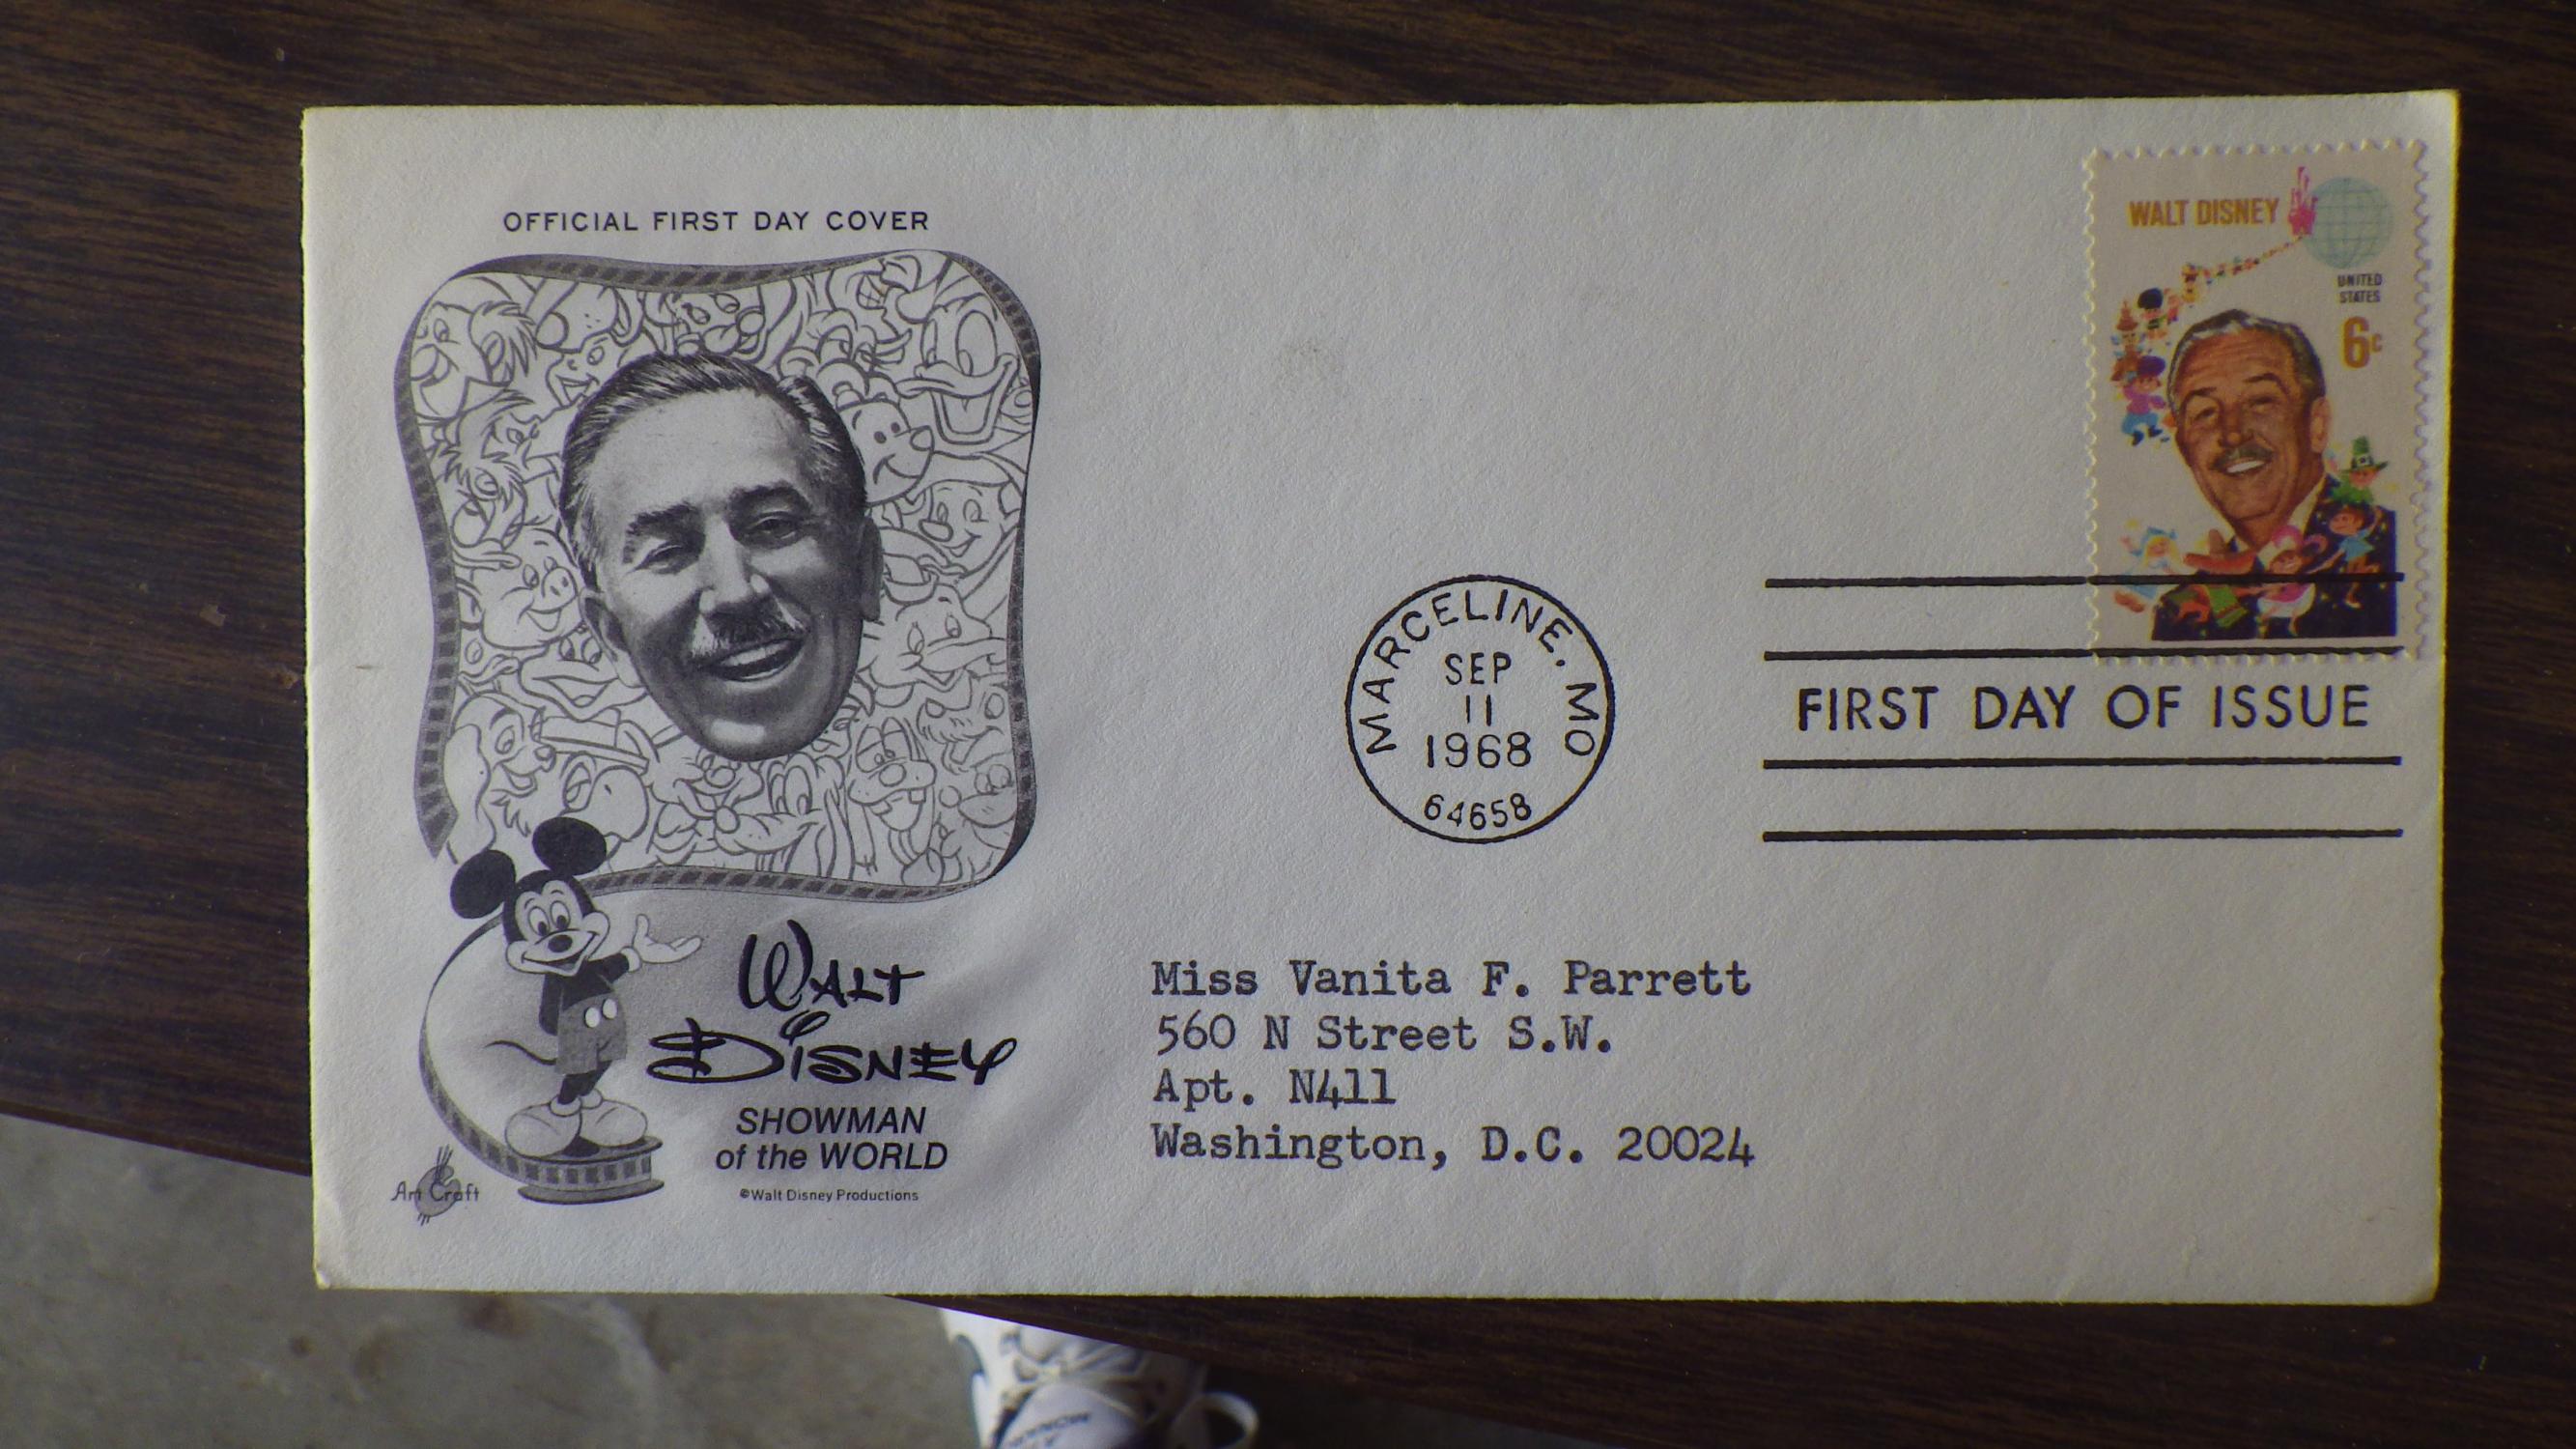 OFFICIAL FIRST DAY COVER
WALT DISNEY
UNITED
STATES
6c
MARCELINE. MO
SEP
11
1968
64658
FIRST DAY OF ISSUE
WALT
DISNEY
SHOWMAN
of the WORLD
©Walt Disney Productions
Art Craft
Miss Vanita F. Parrett
560 N Street S.W.
Apt. N411
Washington, D.C. 20024